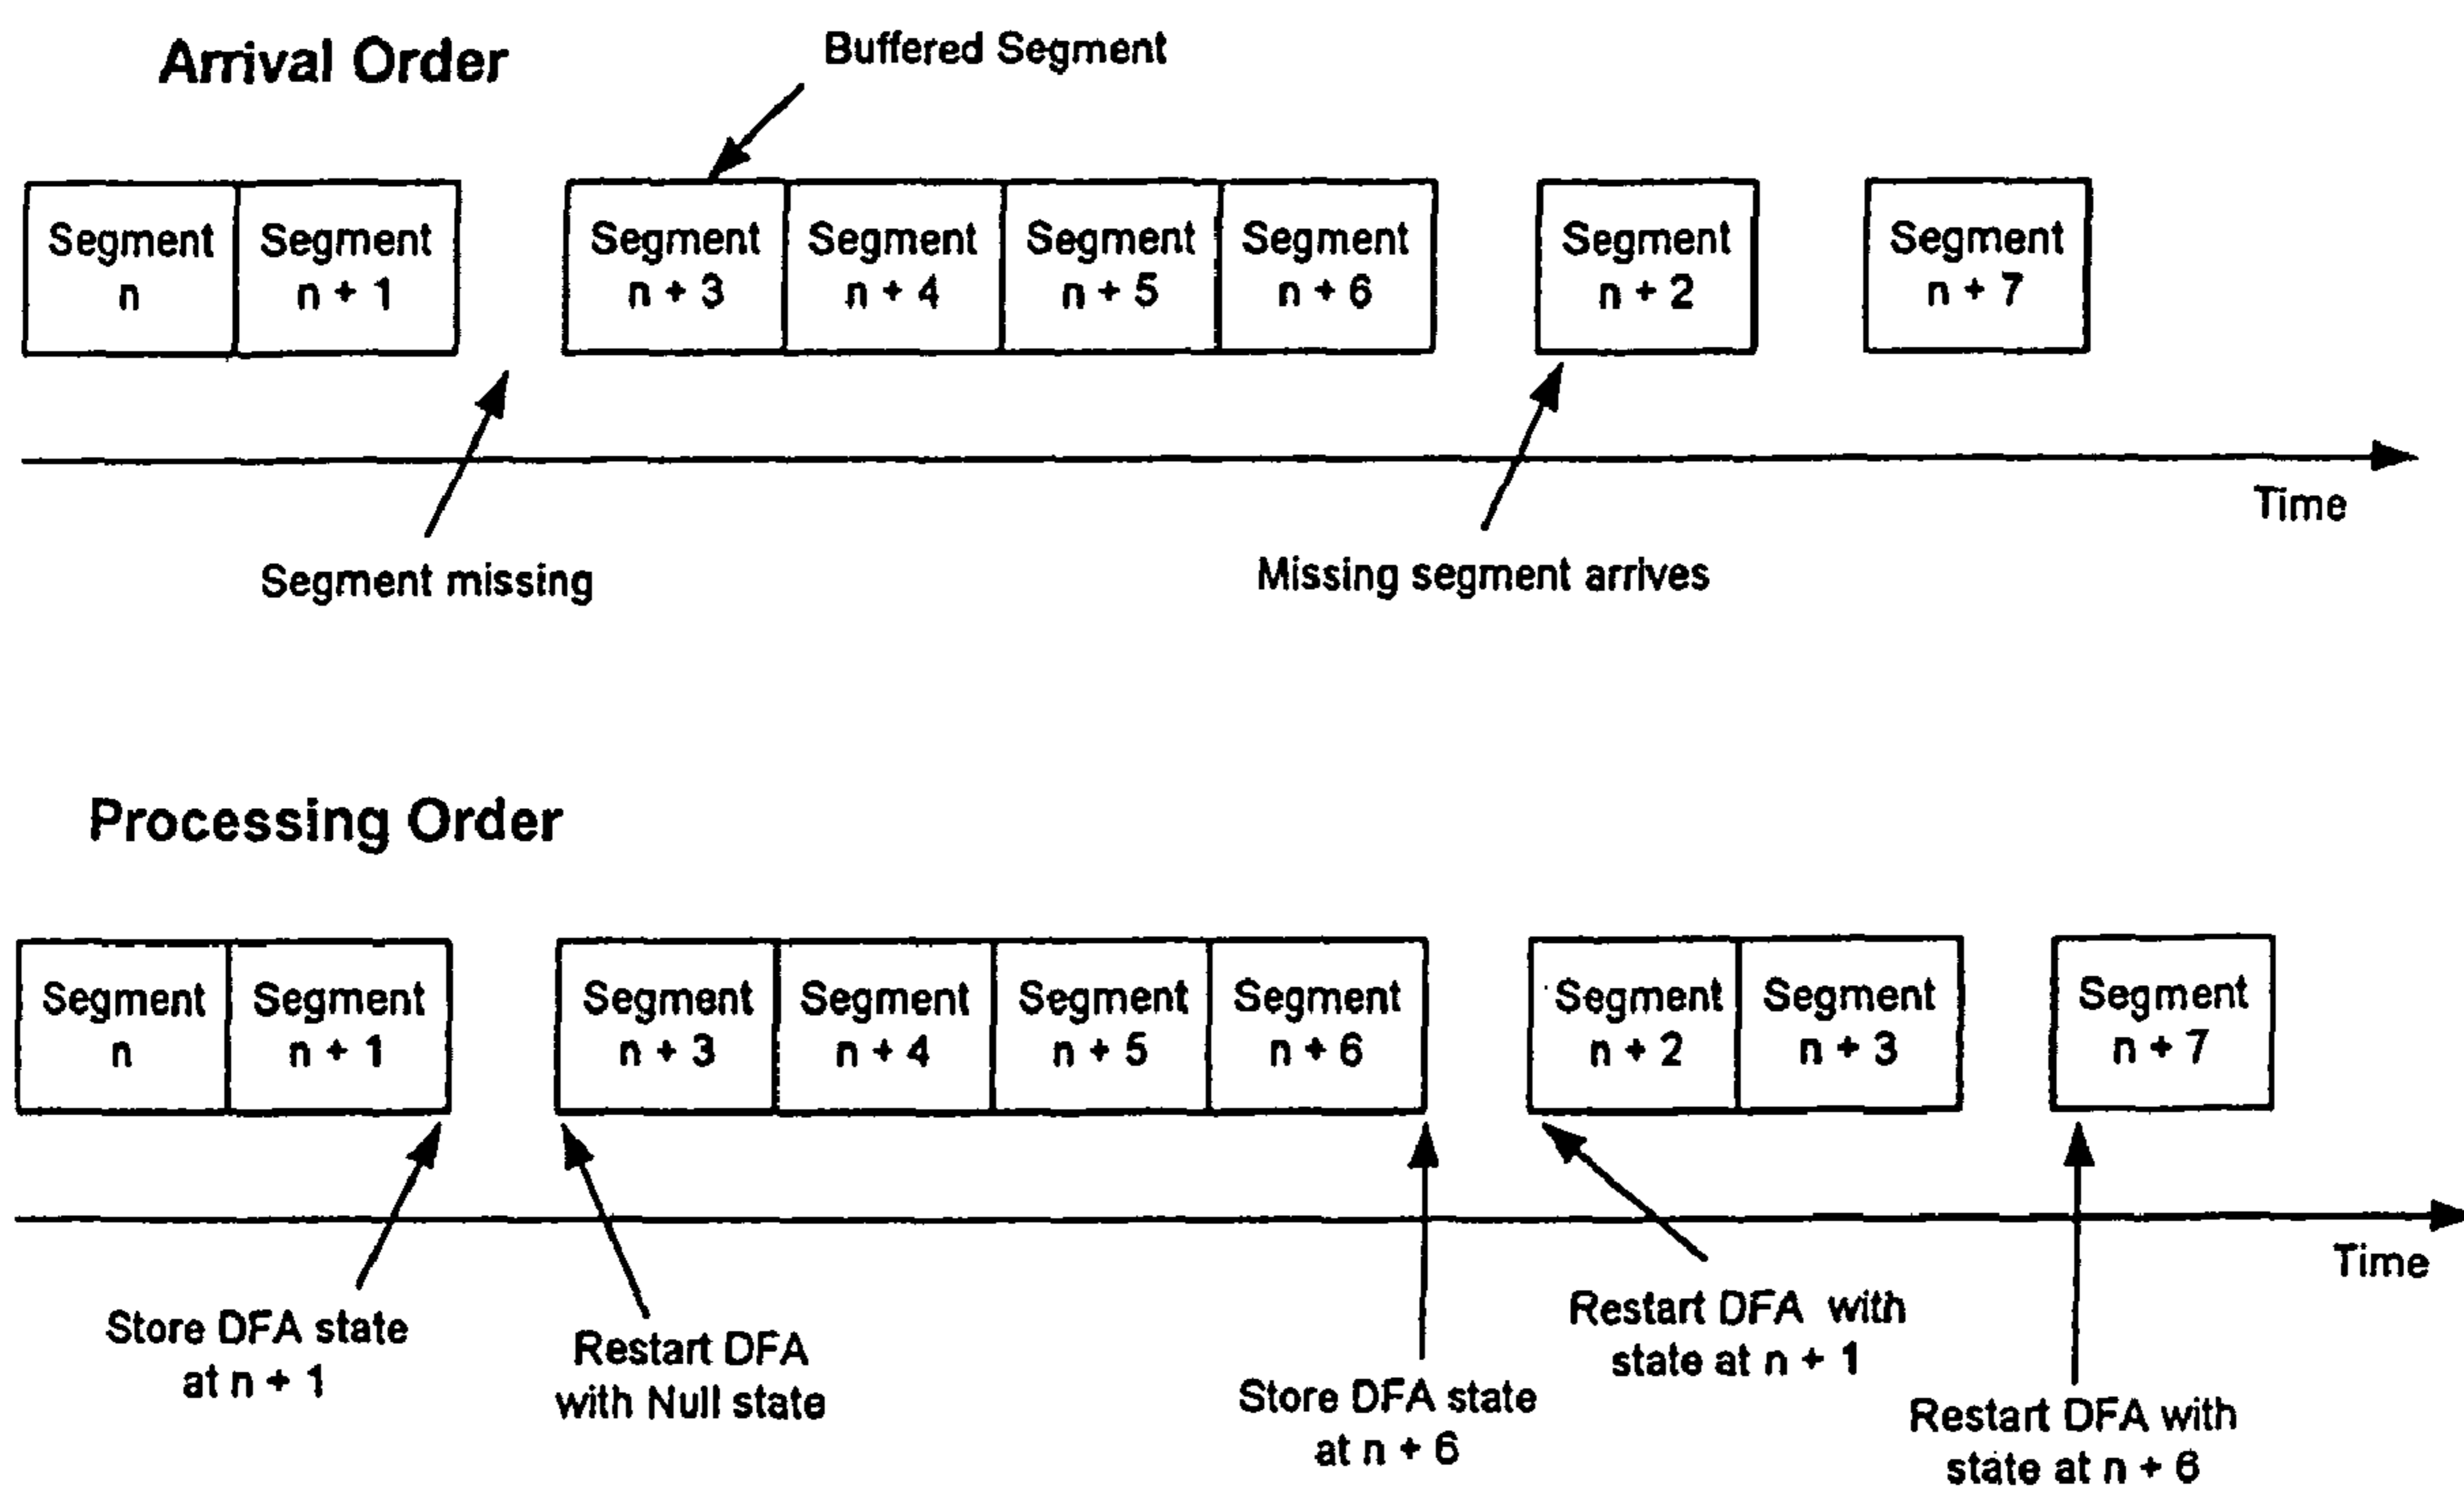 Arrival Order
Buffered Segment
Segment
n
Segment
n + 1
Segment
n + 3
Segment
n + 4
Segment
n + 5
Segment
n + 6
Segment
n + 2
Segment
n + 7
Time
Segment missing
Missing segment arrives
Processing Order
Segment
n
Segment
n + 1
Segment
n + 3
Segment
n + 4
Segment
n + 5
Segment
n + 6
Segment
n + 2
Segment
n + 3
Segment
n + 7
Time
Store DFA state
at n + 1
Restart DFA
with Null state
Store DFA state
at n + 6
Restart DFA with
state at n + 1
Restart DFA with
state at n + 6